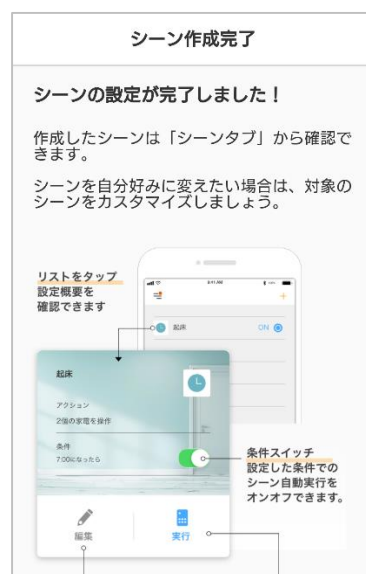 シーン作成完了
シーンの設定が完了しました！
作成したシーンは「シーンタブ」から確認で
きます。
シーンを自分好みに変えたい場合は、対象の
シーンをカスタマイズしましょう。
リストをタップ
設定概要を
確認できます
9:41 AM
起床
ON
起床
アクション
2個の家電を操作
条件
7:00になったら
条件スイッチ
設定した条件での
シーン自動実行を
オンオフできます。
編集
実行